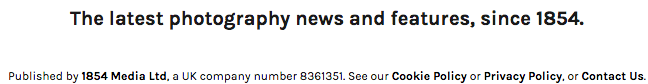 The latest photography news and features, since 1854.
Published by 1854 Media Ltd, a UK company number 8361351. See our Cookie Policy or Privacy Policy, or Contact Us.